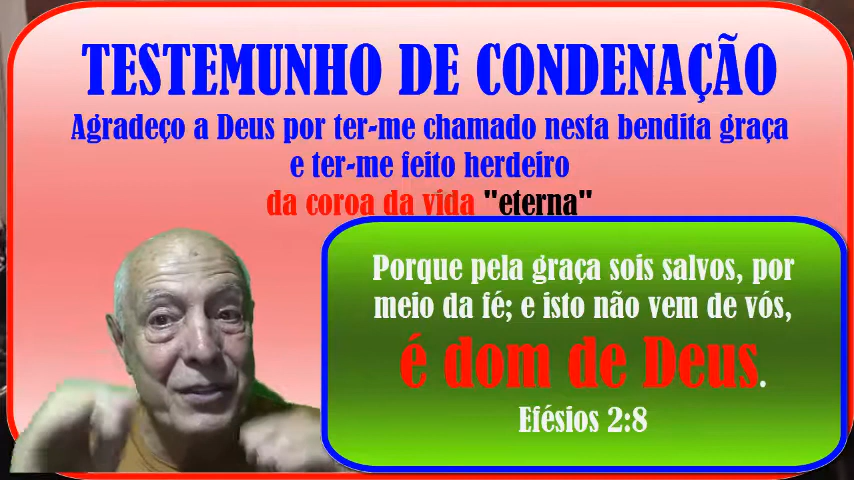 TESTEMUNHO DE CONDENAÇÃO
Agradeço a Deus por ter-me chamado nesta bendita graça
e ter-me feito herdeiro
da coroa da vida "eterna"
Porque pela graça sois salvos, por
meio da fé; e isto não vem de vós,
é dom de Deus.
Efésios 2:8